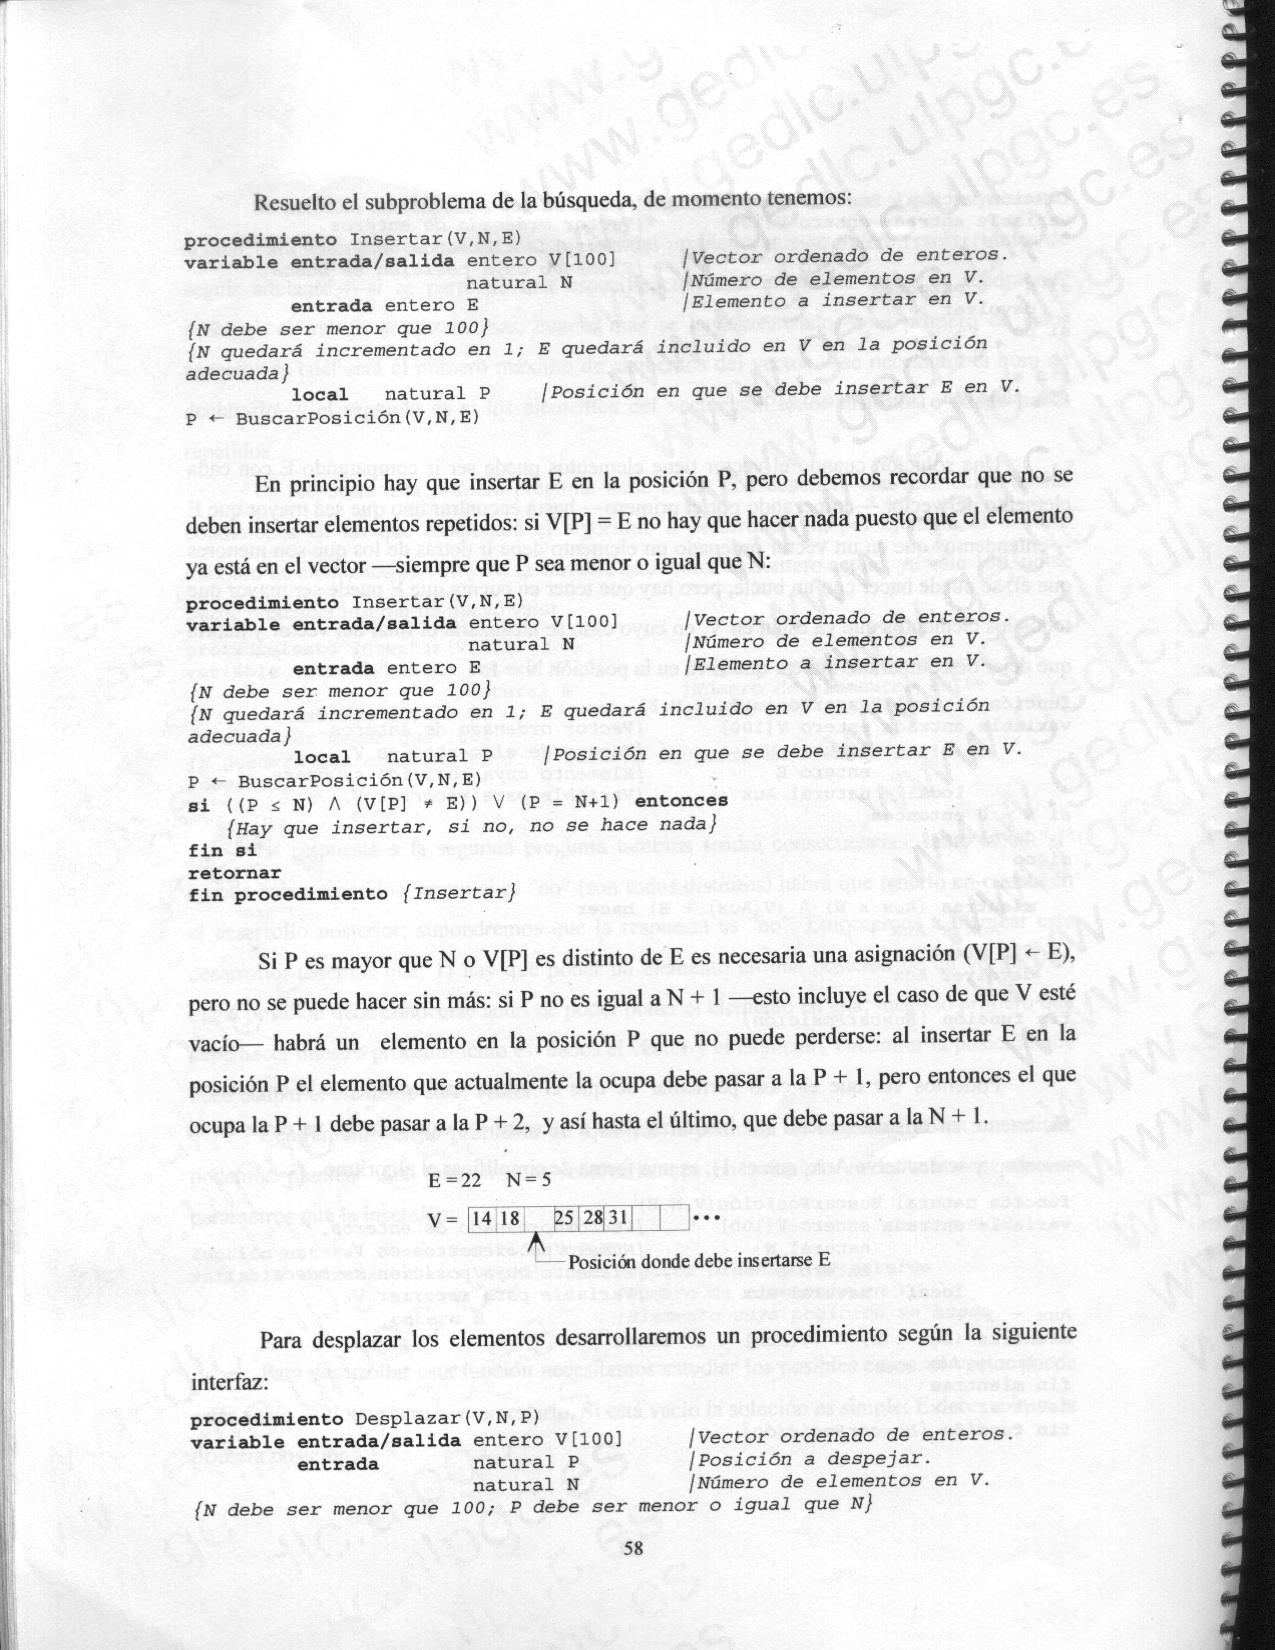 Resuelto el subproblema de la búsqueda, de momento tenemos:
procedimiento Insertar(V,N,E)
variable entrada/salida entero V[100] |Vector ordenado de enteros.
natural N |Número de elementos en V.
entrada entero E |Elemento a insertar en V.
{N debe ser menor que 100}
{N quedará incrementado en 1; E quedará incluido en V en la posición
adecuada}
local natural P |Posición en que se debe insertar E en V.
P ← BuscarPosición(V,N,E)
En principio hay que insertar E en la posición P, pero debemos recordar que no se
deben insertar elementos repetidos: si V[P] = E no hay que hacer nada puesto que el elemento
ya está en el vector —siempre que P sea menor o igual que N:
procedimiento Insertar(V,N,E)
variable entrada/salida entero V[100] |Vector ordenado de enteros.
natural N |Número de elementos en V.
entrada entero E |Elemento a insertar en V.
{N debe ser menor que 100}
{N quedará incrementado en 1; E quedará incluido en V en la posición
adecuada}
local natural P |Posición en que se debe insertar E en V.
P ← BuscarPosición(V,N,E)
si ((P ≤ N) /\ (V[P] ≠ E)) \/ (P = N+1) entonces
{Hay que insertar, si no, no se hace nada}
fin si
retornar
fin procedimiento {Insertar}
Si P es mayor que N o V[P] es distinto de E es necesaria una asignación (V[P] ← E),
pero no se puede hacer sin más: si P no es igual a N + 1 —esto incluye el caso de que V esté
vacío— habrá un elemento en la posición P que no puede perderse: al insertar E en la
posición P el elemento que actualmente la ocupa debe pasar a la P + 1, pero entonces el que
ocupa la P + 1 debe pasar a la P + 2, y así hasta el último, que debe pasar a la N + 1.
E = 22 N = 5
V = 14 18 25 28 31 •••
Posición donde debe insertarse E
Para desplazar los elementos desarrollaremos un procedimiento según la siguiente
interfaz:
procedimiento Desplazar(V,N,P)
variable entrada/salida entero V[100] |Vector ordenado de enteros.
entrada natural P |Posición a despejar.
natural N |Número de elementos en V.
{N debe ser menor que 100; P debe ser menor o igual que N}
58